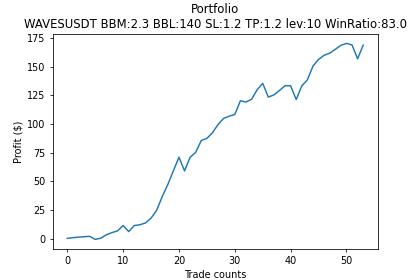 Portfolio
WAVESUSDT BBM:2.3 BBL:140 SL:1.2 TP:1.2 lev:10 WinRatio:83.0
175
150
125
100
75
50
25
0
Profit ($)
0 10 20 30 40 50
Trade counts